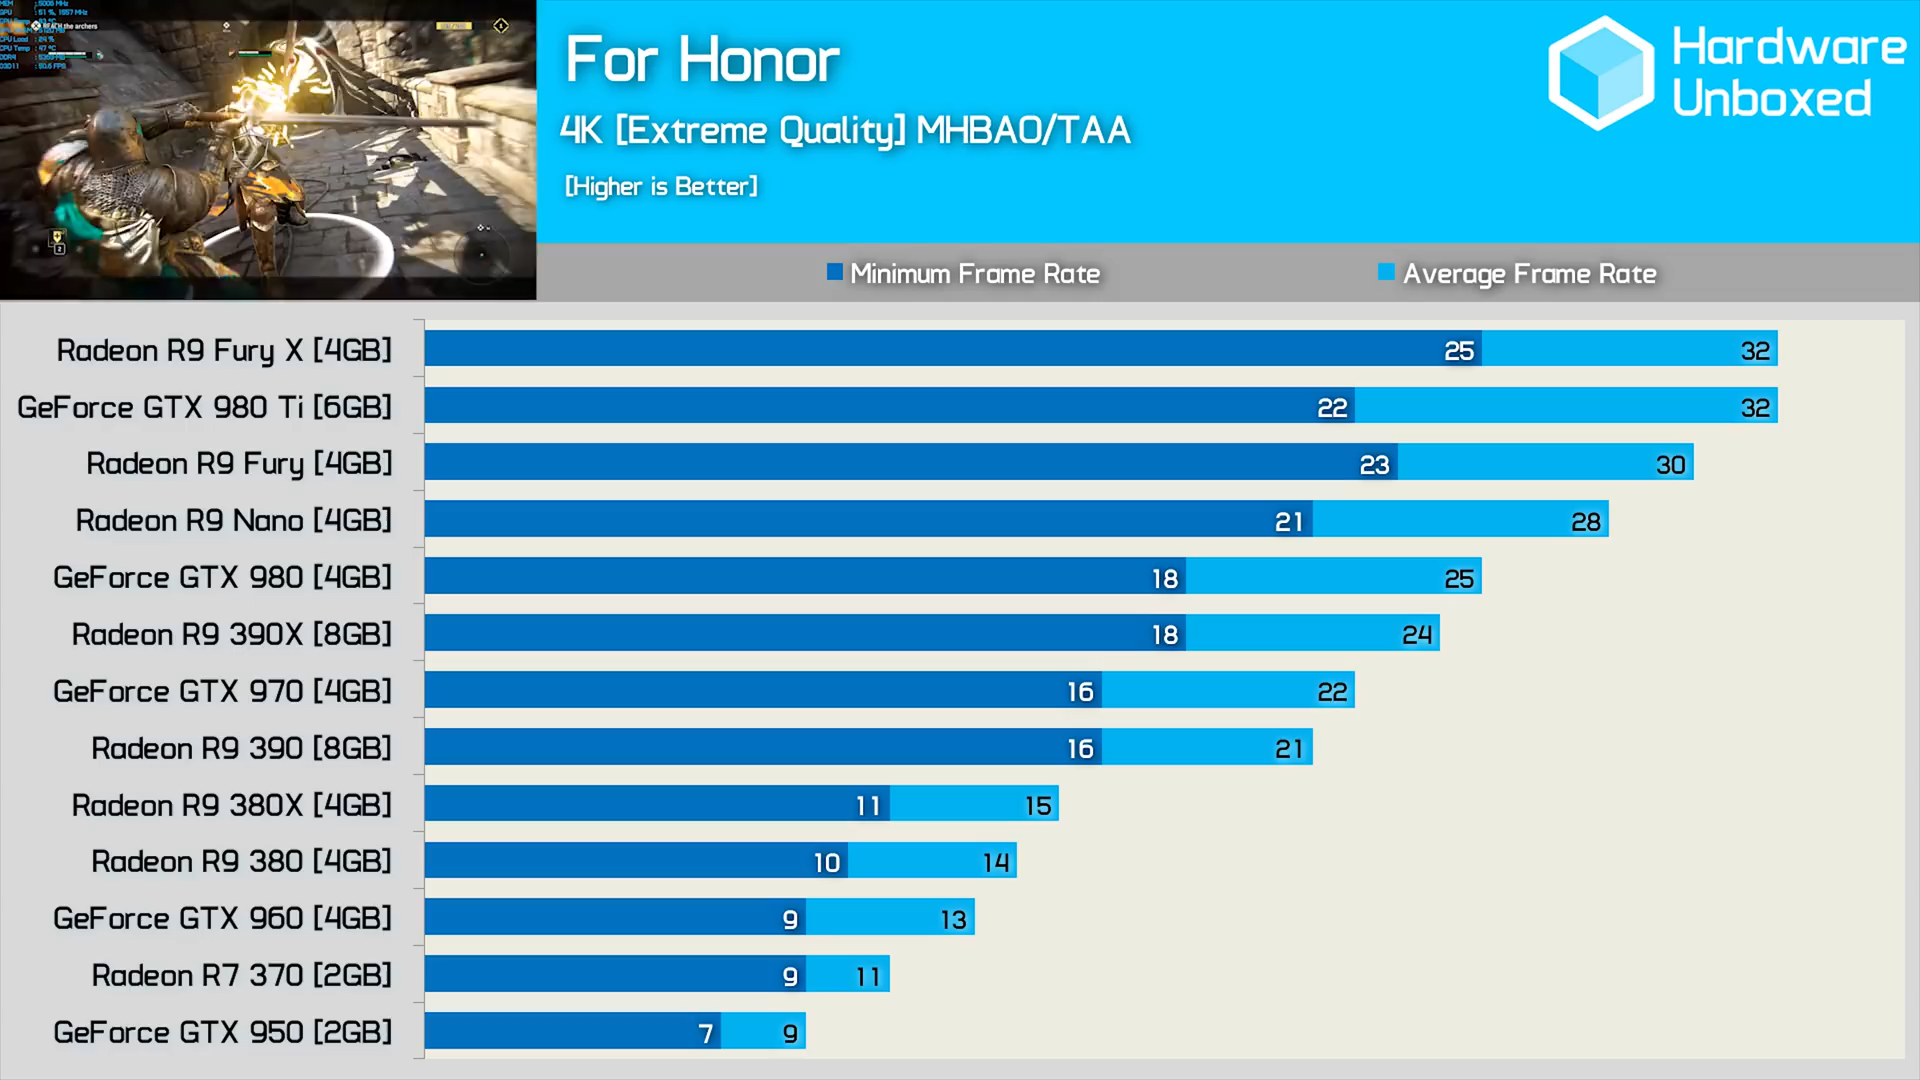 REACH the archers
For Honor
4K [Extreme Quality] MHBAO/TAA
[Higher is Better]
Hardware
Unboxed
Minimum Frame Rate
Average Frame Rate
Radeon R9 Fury X [4GB] 25 32
GeForce GTX 980 Ti [6GB] 22 32
Radeon R9 Fury [4GB] 23 30
Radeon R9 Nano [4GB] 21 28
GeForce GTX 980 [4GB] 18 25
Radeon R9 390X [8GB] 18 24
GeForce GTX 970 [4GB] 16 22
Radeon R9 390 [8GB] 16 21
Radeon R9 380X [4GB] 11 15
Radeon R9 380 [4GB] 10 14
GeForce GTX 960 [4GB] 9 13
Radeon R7 370 [2GB] 9 11
GeForce GTX 950 [2GB] 7 9